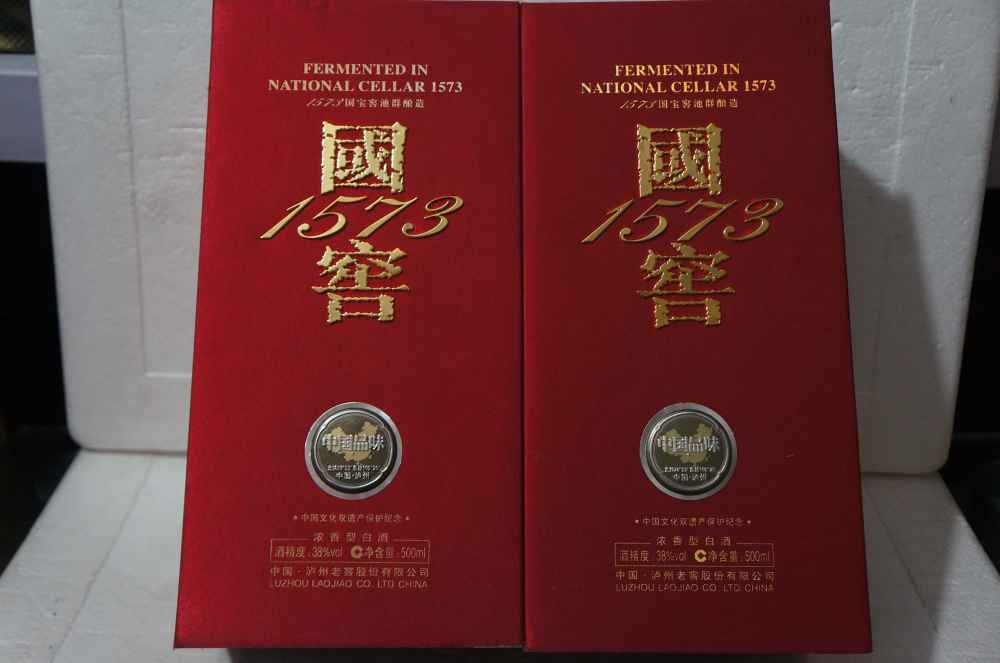 FERMENTED IN
NATIONAL CELLAR 1573
1573国宝窖池群酿造
國
1573
窖
中国品味
中国·泸州
★中国文化双遗产保护纪念★
浓香型白酒
酒精度:38%vol C净含量:500ml
中国·泸州老窖股份有限公司
LUZHOU LAOJIAO CO. LTD CHINA
FERMENTED IN
NATIONAL CELLAR 1573
1573国宝窖池群酿造
國
1573
窖
中国品味
中国·泸州
★中国文化双遗产保护纪念★
浓香型白酒
酒精度:38%vol C净含量:500ml
中国·泸州老窖股份有限公司
LUZHOU LAOJIAO CO. LTD CHINA